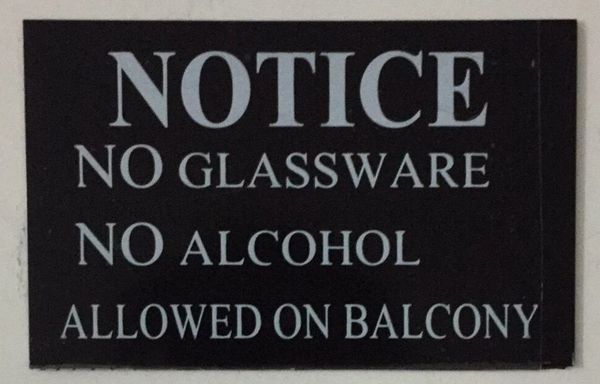 NOTICE
NO GLASSWARE
NO ALCOHOL
ALLOWED ON BALCONY